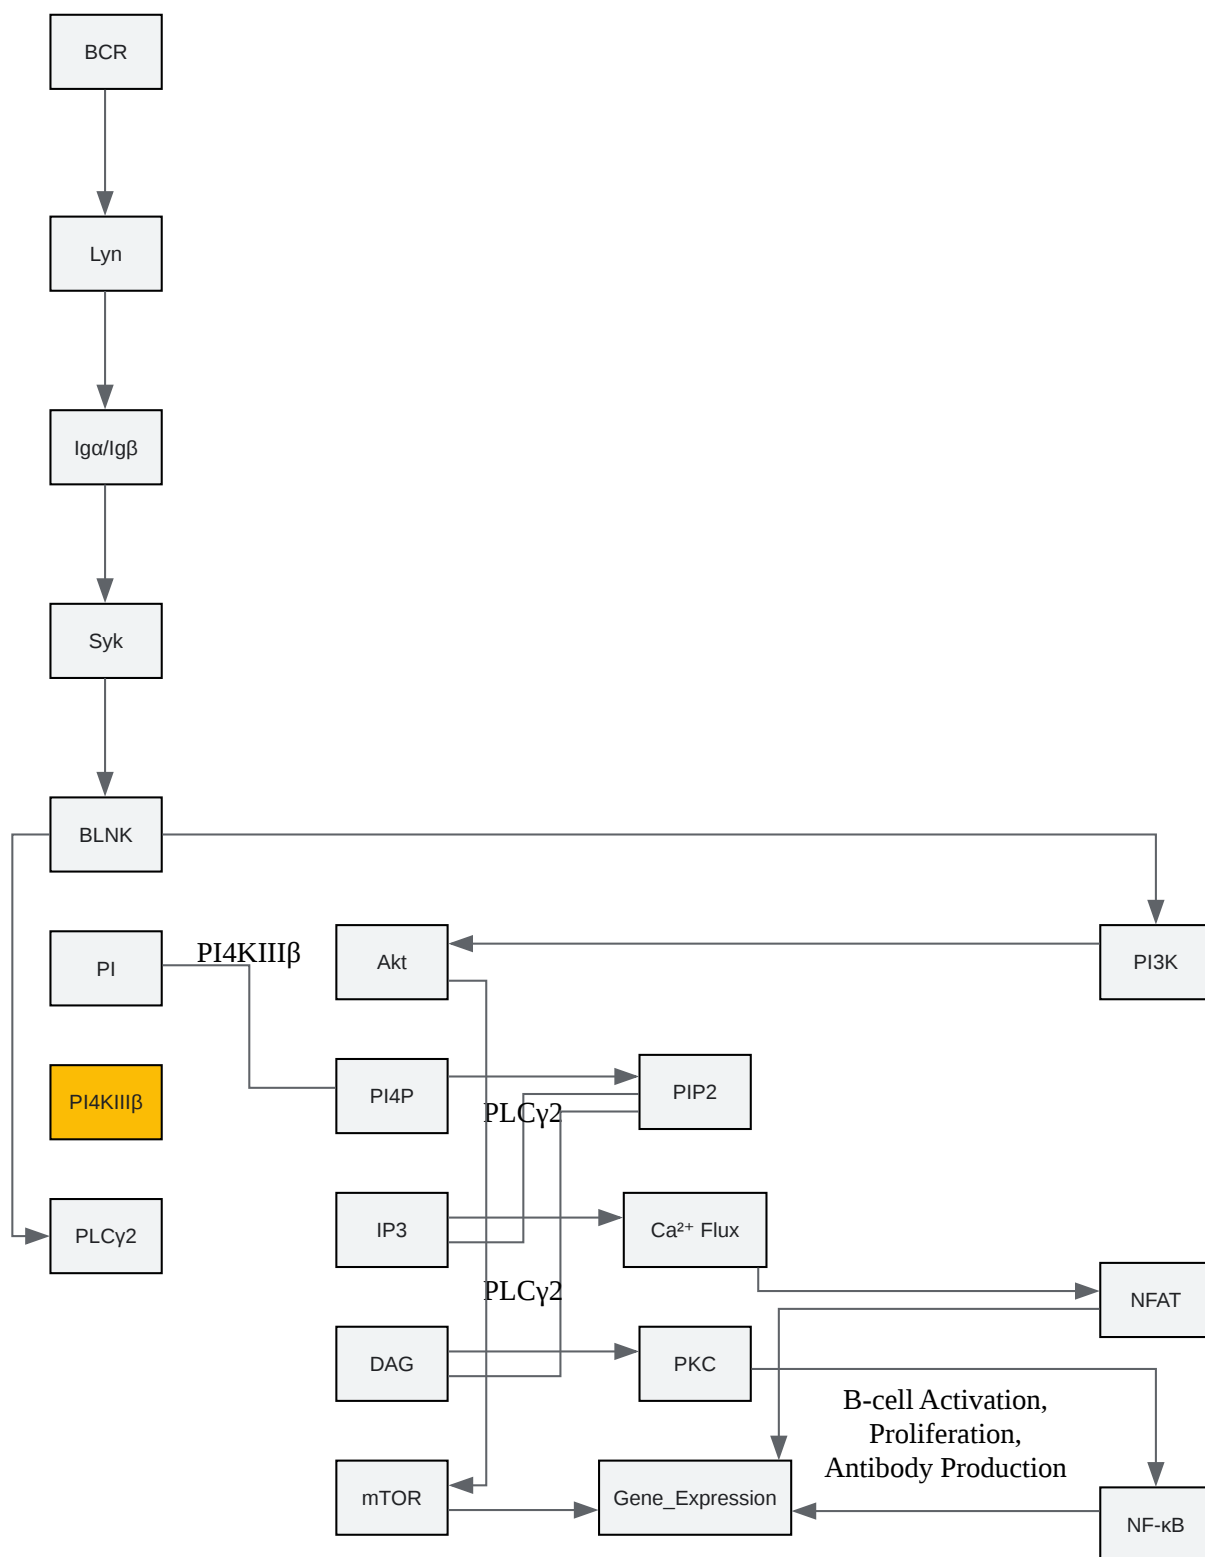 BCR
Lyn
Igα/Igβ
Syk
BLNK
PI
PI4KIIIβ
Akt
PI3K
PI4KIIIβ
PI4P
PIP2
PLCγ2
PLCγ2
IP3
Ca²⁺ Flux
PLCγ2
NFAT
DAG
PKC
B-cell Activation,
Proliferation,
Antibody Production
mTOR
Gene_Expression
NF-κB